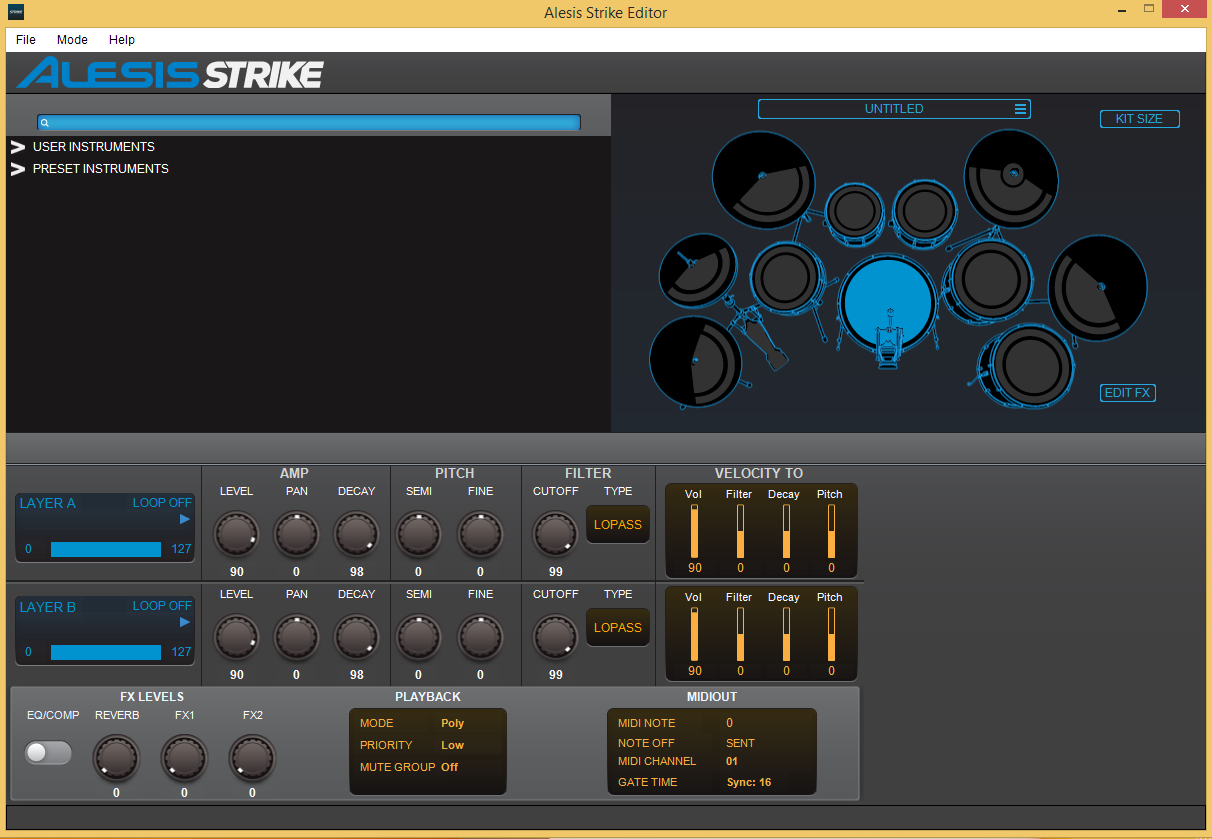 Alesis Strike Editor
File Mode Help
ALESIS STRIKE
UNTITLED
KIT SIZE
USER INSTRUMENTS
PRESET INSTRUMENTS
EDIT FX
AMP PITCH FILTER VELOCITY TO
LEVEL PAN DECAY SEMI FINE CUTOFF TYPE Vol Filter Decay Pitch
LAYER A LOOP OFF
LOPASS
0 127
90 0 98 0 0 99 90 0 0 0
LEVEL PAN DECAY SEMI FINE CUTOFF TYPE Vol Filter Decay Pitch
LAYER B LOOP OFF
LOPASS
0 127
90 0 98 0 0 99 90 0 0 0
FX LEVELS PLAYBACK MIDIOUT
EQ/COMP REVERB FX1 FX2
MODE Poly
PRIORITY Low
MUTE GROUP Off
MIDI NOTE 0
NOTE OFF SENT
MIDI CHANNEL 01
GATE TIME Sync: 16
0 0 0